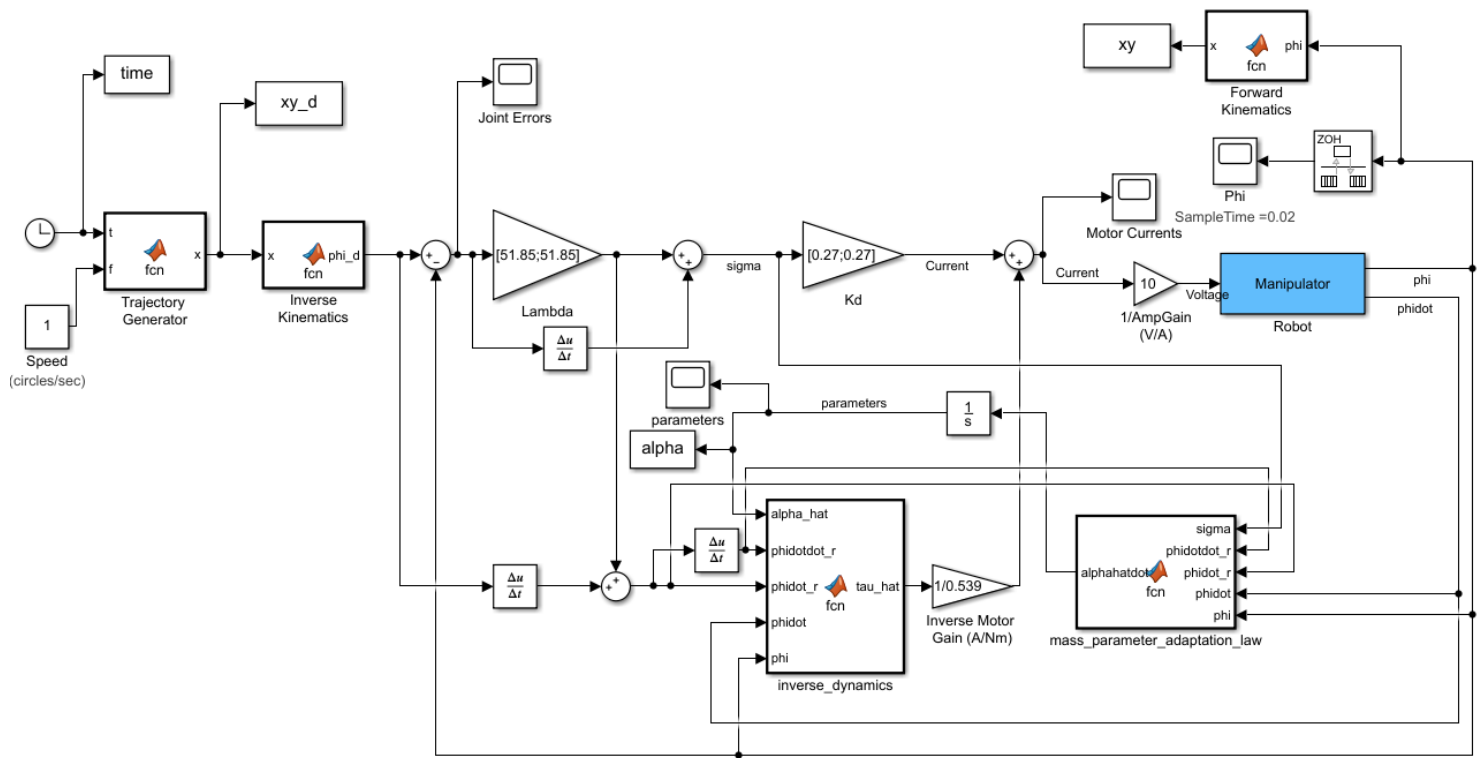 time
xy_d
Joint Errors
xy
x
phi
fcn
Forward
Kinematics
ZOH
Phi
SampleTime =0.02
Motor Currents
t
f
x
fcn
Trajectory
Generator
x
phi_d
fcn
Inverse
Kinematics
1
Speed
(circles/sec)
+
−
[51.85;51.85]
Lambda
Δu
Δt
+
+
sigma
[0.27;0.27]
Kd
Current
+
+
Current
10
1/AmpGain
(V/A)
Voltage
Manipulator
Robot
phi
phidot
parameters
parameters
1
s
alpha
Δu
Δt
+
+
Δu
Δt
alpha_hat
phidotdot_r
phidot_r
phidot
phi
tau_hat
fcn
inverse_dynamics
1/0.539
Inverse Motor
Gain (A/Nm)
sigma
phidotdot_r
phidot_r
phidot
phi
alphahatdot
fcn
mass_parameter_adaptation_law